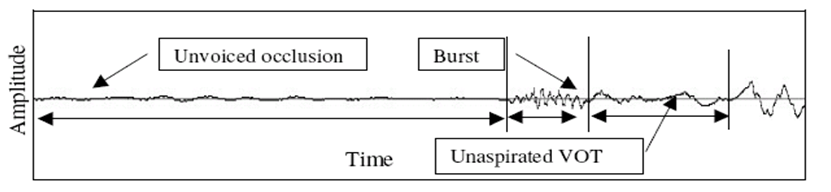 Unvoiced occlusion
Burst
Amplitude
Time
Unaspirated VOT